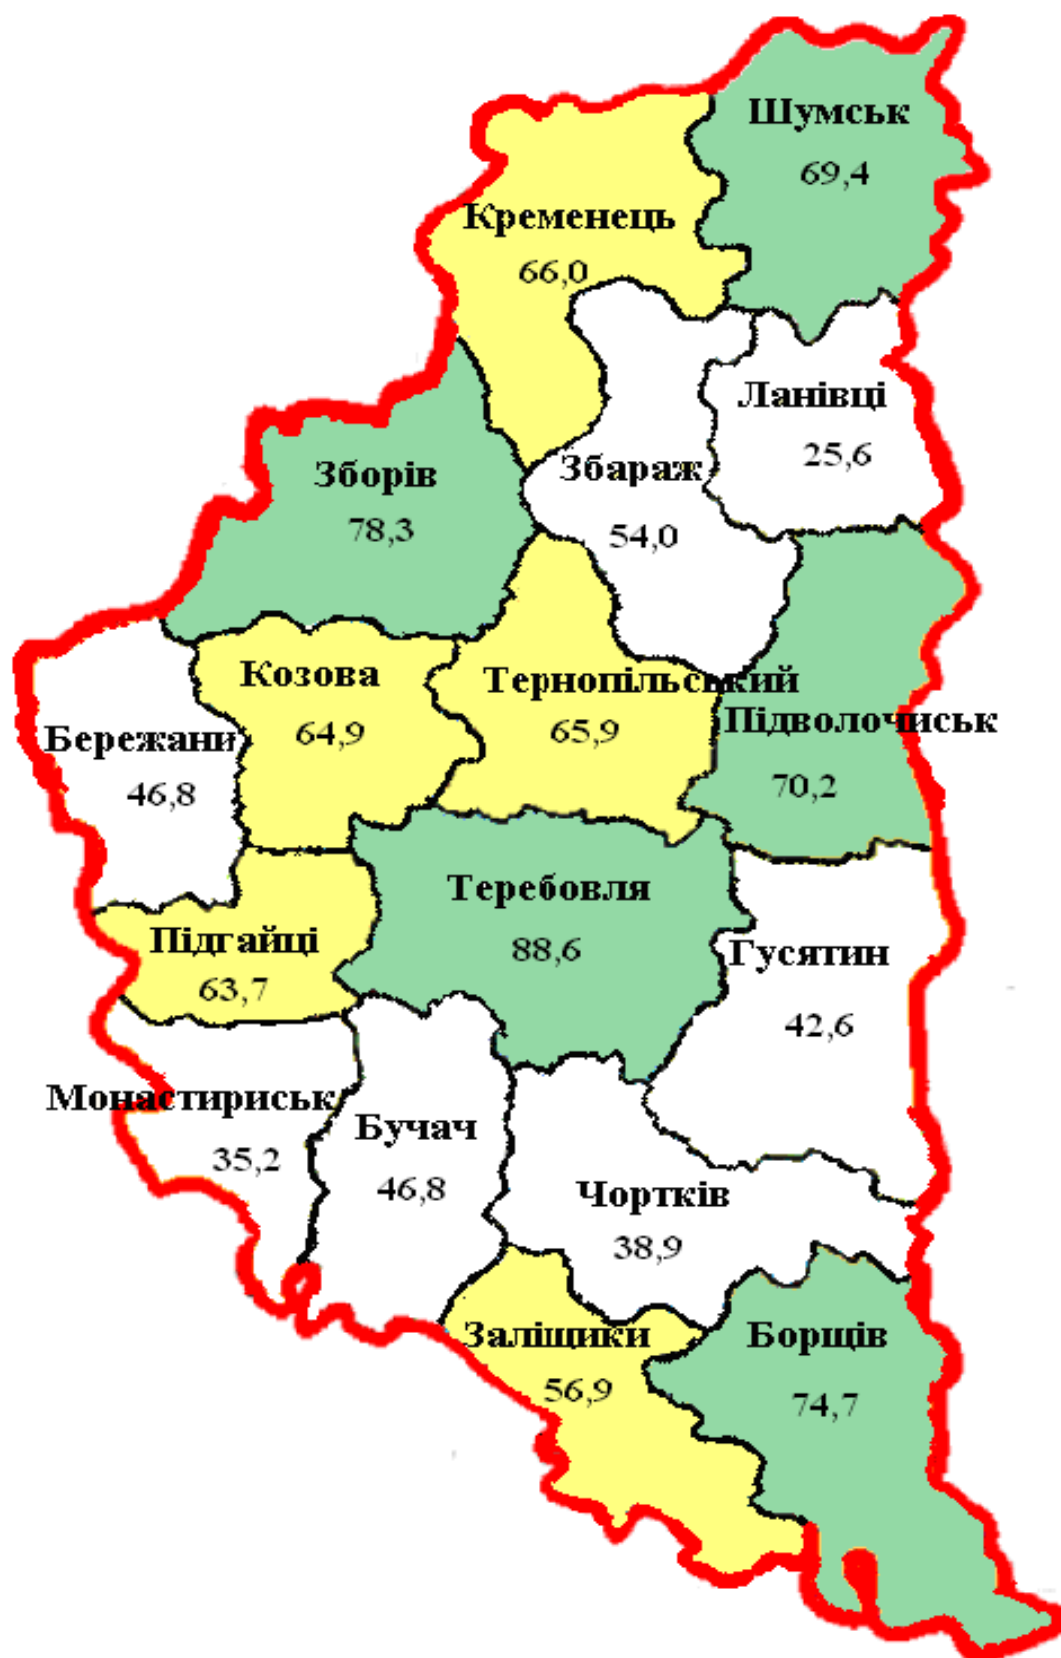 Шумськ
69,4
Кременець
66,0
Ланівці
25,6
Збараж
54,0
Зборів
78,3
Козова
64,9
Тернопільський
65,9
Підволочиськ
70,2
Бережани
46,8
Теребовля
88,6
Підгайці
63,7
Гусятин
42,6
Монастириськ
35,2
Бучач
46,8
Чортків
38,9
Заліщики
56,9
Борщів
74,7